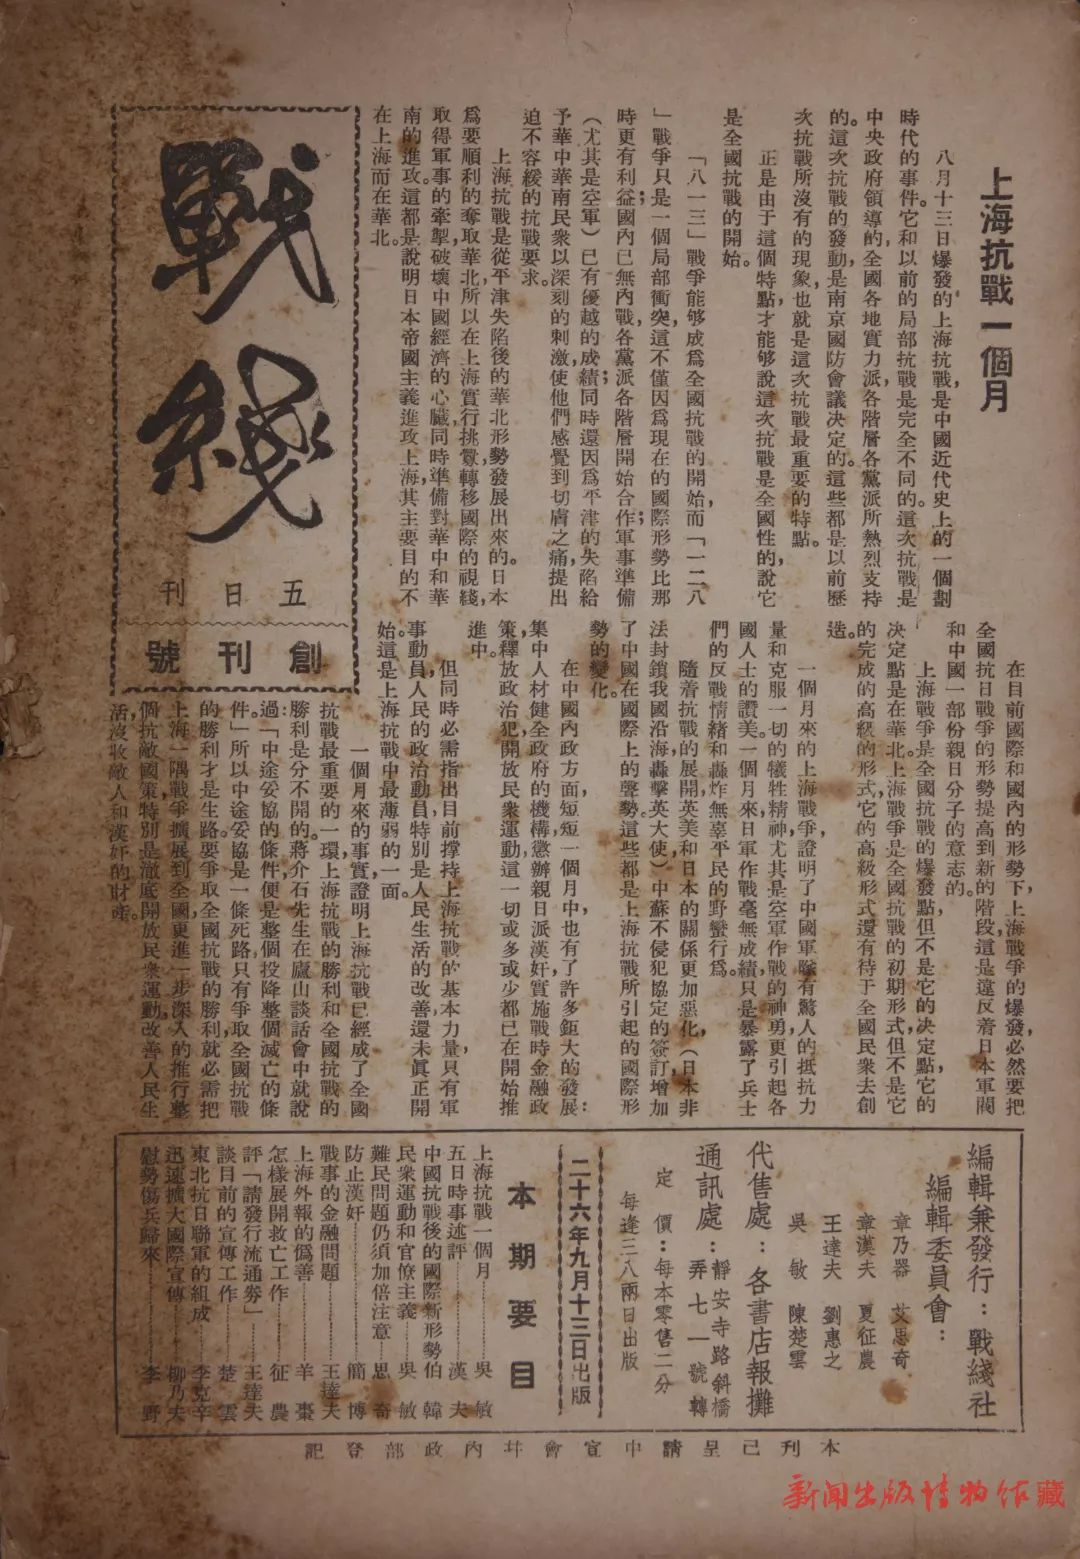 戰綫
五日刊
創刊號
上海抗戰一個月
八月十三日爆發的上海抗戰，是中國近代史上的一個劃
時代的事件。它和以前的局部抗戰是完全不同的。這次抗戰是
中央政府領導的，全國各地實力派，各階層各黨派所熱烈支持
的。這次抗戰的發動，是南京國防會議决定的。這些都是以前歷
次抗戰所沒有的現象，也就是這次抗戰最重要的特點。
正是由于這個特點，才能够說這次抗戰是全國性的，說它
是全國抗戰的開始。
「八一三」戰爭能够成爲全國抗戰的開始，而「一二八
」戰爭只是一個局部衝突，這不僅因爲現在的國際形勢比那
時更有利益；國內已無內戰，各黨派各階層開始合作；軍事準備
（尤其是空軍）已有優越的成績；同時還因爲平津的失陷給
予華中華南民衆以深刻的刺激，使他們感覺到切膚之痛，提出
迫不容緩的抗戰要求。
上海抗戰是從平津失陷後的華北形勢發展出來的。日本
爲要順利的奪取華北，所以在上海實行挑釁，轉移國際的視綫，
取得軍事的牽掣，破壞中國經濟的心臟，同時準備對華中和華
南的進攻。這都是說明日本帝國主義進攻上海，其主要目的不
在上海而在華北。
在目前國際和國內的形勢下，上海戰爭的爆發，必然要把
全國抗日戰爭的形勢提高到新的階段，這是違反着日本軍閥
和中國一部份親日分子的意志的。
上海戰爭是全國抗戰的爆發點，但不是它的决定點。它的
决定點是在華北。上海戰爭是全國抗戰的初期形式，但不是它
的完成的高級的形式。它的高級形式還有待于全國民衆去創
造。
一個月來的上海戰爭，證明了中國軍隊有驚人的抵抗力
量和克服一切的犧牲精神，尤其是空軍作戰的神勇，更引起各
國人士的讚美。一個月來日軍作戰毫無成績，只是暴露了兵士
們的反戰情緒和轟炸無辜平民的野蠻行爲。
隨着抗戰的展開，英美和日本的關係更加惡化，（日本非
法封鎖我國沿海，轟擊英大使）中蘇不侵犯協定的簽訂，增加
了中國在國際上的聲勢，這些都是上海抗戰所引起的國際形
勢的變化。
在中國內政方面，短短一個月中，也有了許多鉅大的發展：
集中人材，健全政府的機構，懲辦親日派漢奸，實施戰時金融政
策，釋放政治犯，開放民衆運動，這一切或多或少都已在開始推
進中。
但同時必需指出，目前撑持上海抗戰的基本力量，只有軍
事動員，人民的政治動員，特別是人民生活的改善，還未眞正開
始。這是上海抗戰中最薄弱的一面。
一個月來的事實，證明上海抗戰已經成了全國
抗戰最重要的一環，上海抗戰的勝利和全國抗戰的
勝利是分不開的。蔣介石先生在廬山談話會中就說
過：「中途妥協的條件，便是整個投降整個滅亡的條
件。」所以中途妥協是一條死路，只有爭取全國抗戰
的勝利才是生路。要爭取全國抗戰的勝利，就必需把
上海一隅戰爭擴展到全國，更進一步深入的推行整
個抗敵國策，特別是澈底開放民衆運動，改善人民生
活，沒收敵人和漢奸的財產。
編輯兼發行：戰綫社
編輯委員會：
章乃器　艾思奇
章漢夫　夏征農
王達夫　劉惠之
吳　敏　陳楚雲
代售處：各書店報攤
通訊處：靜安寺路斜橋
弄七一號轉
定　價：每本零售二分
每逢三八兩日出版
二十六年九月十三日出版
本期要目
上海抗戰一個月………吳　敏
五日時事述評…………漢　夫
中國抗戰後的國際新形勢　伯　韓
民衆運動和官僚主義…吳　敏
難民問題仍須加倍注意…思　奇
防止漢奸………………簡　博
戰事的金融問題………王達夫
上海外報的僞善………羊　棗
怎樣展開救亡工作……征　農
評「請發行流通劵」…王達夫
談目前的宣傳工作……楚　雲
東北抗日聯軍的組成…李克辛
迅速擴大國際宣傳……柳乃夫
慰勞傷兵歸來…………李　野
本刊已呈請中宣會幷內政部登記
新闻出版博物馆藏